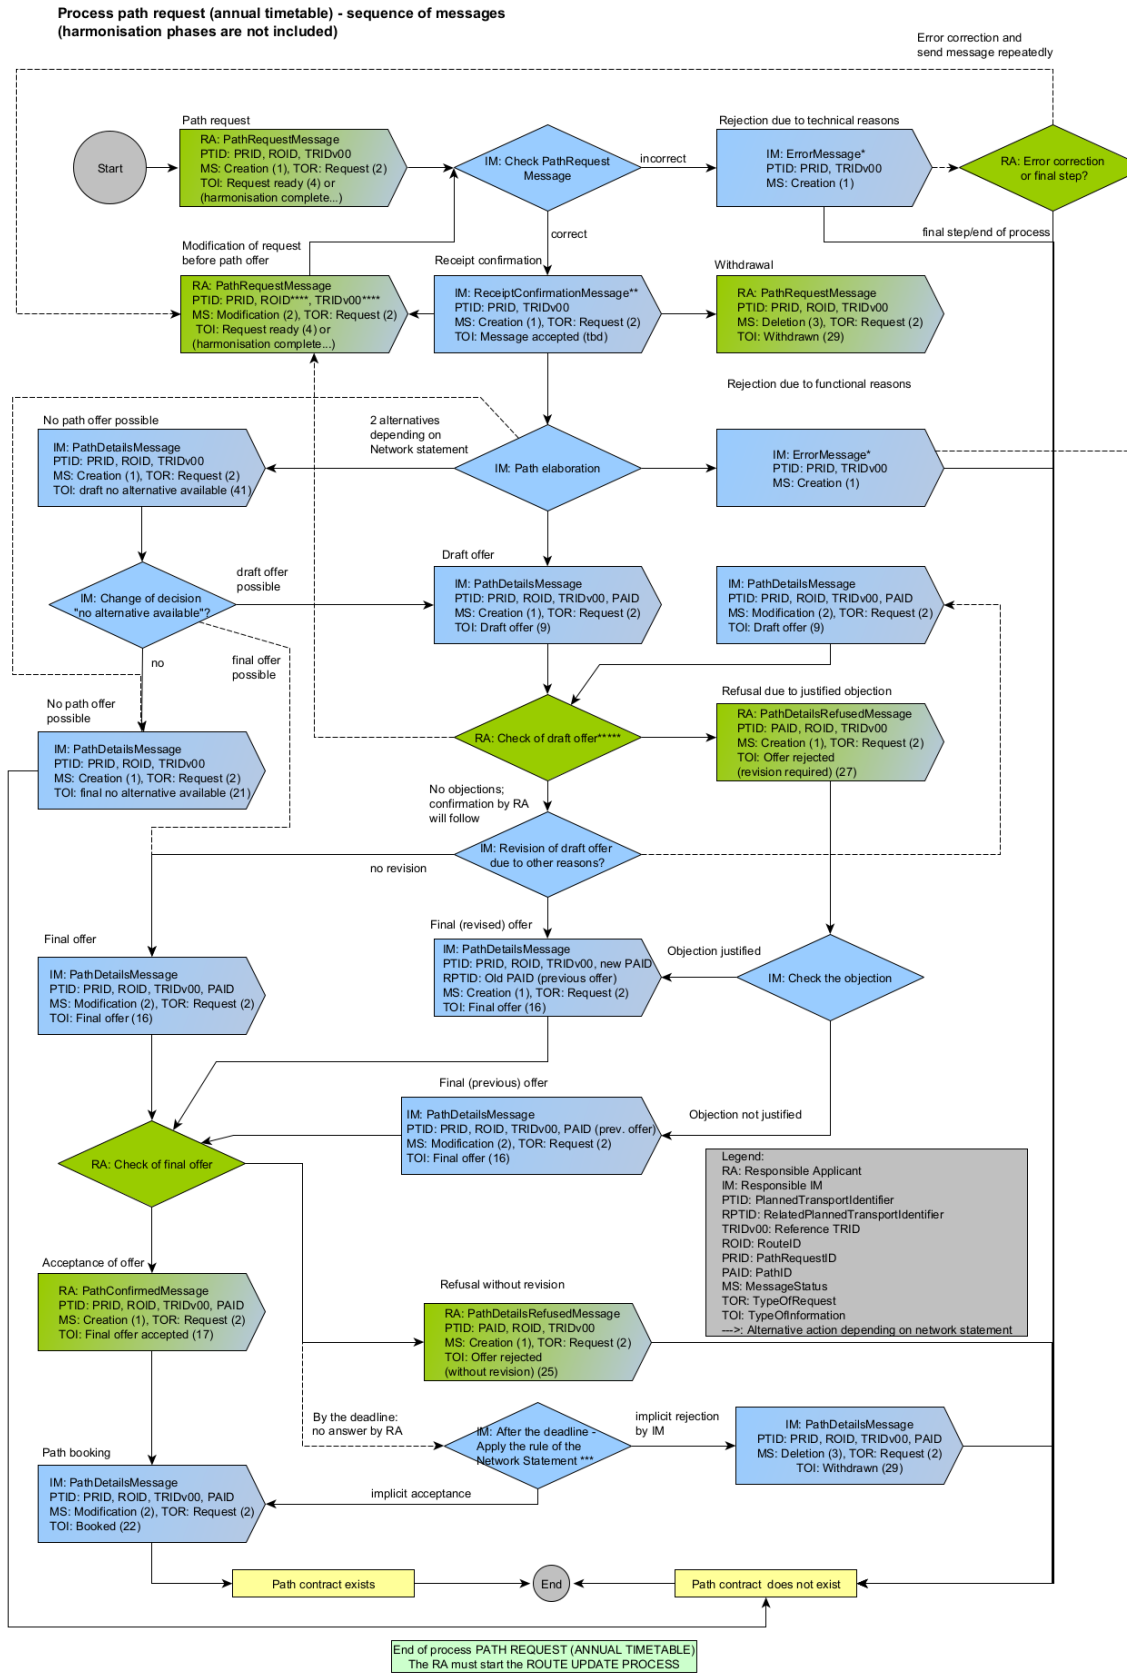 Process path request (annual timetable) - sequence of messages
(harmonisation phases are not included)
Error correction and
send message repeatedly
Path request
Rejection due to technical reasons
Start
RA: PathRequestMessage
PTID: PRID, ROID, TRIDv00
MS: Creation (1), TOR: Request (2)
TOI: Request ready (4) or
(harmonisation complete...)
IM: Check PathRequest
Message
incorrect
IM: ErrorMessage*
PTID: PRID, TRIDv00
MS: Creation (1)
RA: Error correction
or final step?
correct
final step/end of process
Modification of request
before path offer
Receipt confirmation
Withdrawal
RA: PathRequestMessage
PTID: PRID, ROID****, TRIDv00****
MS: Modification (2), TOR: Request (2)
TOI: Request ready (4) or
(harmonisation complete...)
IM: ReceiptConfirmationMessage**
PTID: PRID, TRIDv00
MS: Creation (1), TOR: Request (2)
TOI: Message accepted (tbd)
RA: PathRequestMessage
PTID: PRID, ROID, TRIDv00
MS: Deletion (3), TOR: Request (2)
TOI: Withdrawn (29)
Rejection due to functional reasons
No path offer possible
2 alternatives
depending on
Network statement
IM: PathDetailsMessage
PTID: PRID, ROID, TRIDv00
MS: Creation (1), TOR: Request (2)
TOI: draft no alternative available (41)
IM: Path elaboration
IM: ErrorMessage*
PTID: PRID, TRIDv00
MS: Creation (1)
Draft offer
draft offer
possible
IM: Change of decision
"no alternative available"?
IM: PathDetailsMessage
PTID: PRID, ROID, TRIDv00, PAID
MS: Creation (1), TOR: Request (2)
TOI: Draft offer (9)
IM: PathDetailsMessage
PTID: PRID, ROID, TRIDv00, PAID
MS: Modification (2), TOR: Request (2)
TOI: Draft offer (9)
no
final offer
possible
No path offer
possible
Refusal due to justified objection
IM: PathDetailsMessage
PTID: PRID, ROID, TRIDv00
MS: Creation (1), TOR: Request (2)
TOI: final no alternative available (21)
RA: Check of draft offer*****
RA: PathDetailsRefusedMessage
PTID: PAID, ROID, TRIDv00
MS: Creation (1), TOR: Request (2)
TOI: Offer rejected
(revision required) (27)
No objections;
confirmation by RA
will follow
IM: Revision of draft offer
due to other reasons?
no revision
Final offer
Final (revised) offer
Objection justified
IM: PathDetailsMessage
PTID: PRID, ROID, TRIDv00, PAID
MS: Modification (2), TOR: Request (2)
TOI: Final offer (16)
IM: PathDetailsMessage
PTID: PRID, ROID, TRIDv00, new PAID
RPTID: Old PAID (previous offer)
MS: Creation (1), TOR: Request (2)
TOI: Final offer (16)
IM: Check the objection
Final (previous) offer
Objection not justified
IM: PathDetailsMessage
PTID: PRID, ROID, TRIDv00, PAID (prev. offer)
MS: Modification (2), TOR: Request (2)
TOI: Final offer (16)
RA: Check of final offer
Legend:
RA: Responsible Applicant
IM: Responsible IM
PTID: PlannedTransportIdentifier
RPTID: RelatedPlannedTransportIdentifier
TRIDv00: Reference TRID
ROID: RouteID
PRID: PathRequestID
PAID: PathID
MS: MessageStatus
TOR: TypeOfRequest
TOI: TypeOfInformation
--->: Alternative action depending on network statement
Acceptance of offer
RA: PathConfirmedMessage
PTID: PRID, ROID, TRIDv00, PAID
MS: Creation (1), TOR: Request (2)
TOI: Final offer accepted (17)
Refusal without revision
RA: PathDetailsRefusedMessage
PTID: PAID, ROID, TRIDv00
MS: Creation (1), TOR: Request (2)
TOI: Offer rejected
(without revision) (25)
By the deadline:
no answer by RA
IM: After the deadline -
Apply the rule of the
Network Statement ***
implicit rejection
by IM
IM: PathDetailsMessage
PTID: PRID, ROID, TRIDv00, PAID
MS: Deletion (3), TOR: Request (2)
TOI: Withdrawn (29)
Path booking
IM: PathDetailsMessage
PTID: PRID, ROID, TRIDv00, PAID
MS: Modification (2), TOR: Request (2)
TOI: Booked (22)
implicit acceptance
Path contract exists
End
Path contract does not exist
End of process PATH REQUEST (ANNUAL TIMETABLE)
The RA must start the ROUTE UPDATE PROCESS